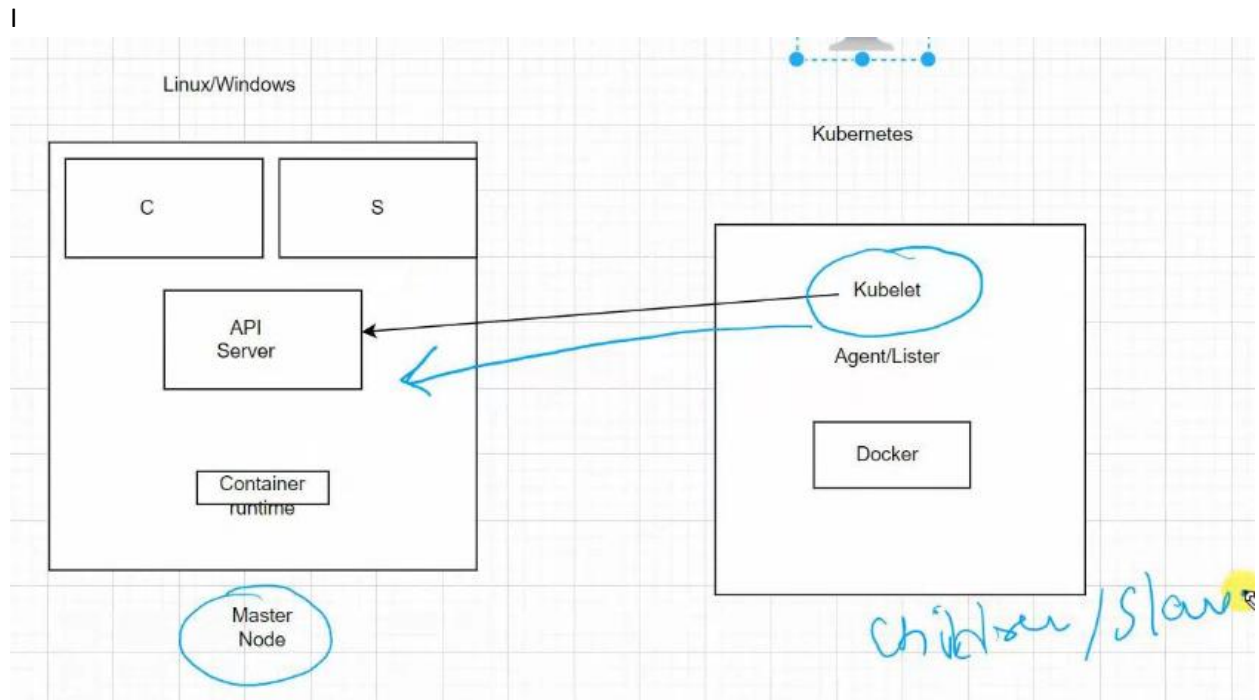 I
Linux/Windows
Kubernetes
C
S
API
Server
Kubelet
Agent/Lister
Docker
Container
runtime
Master
Node